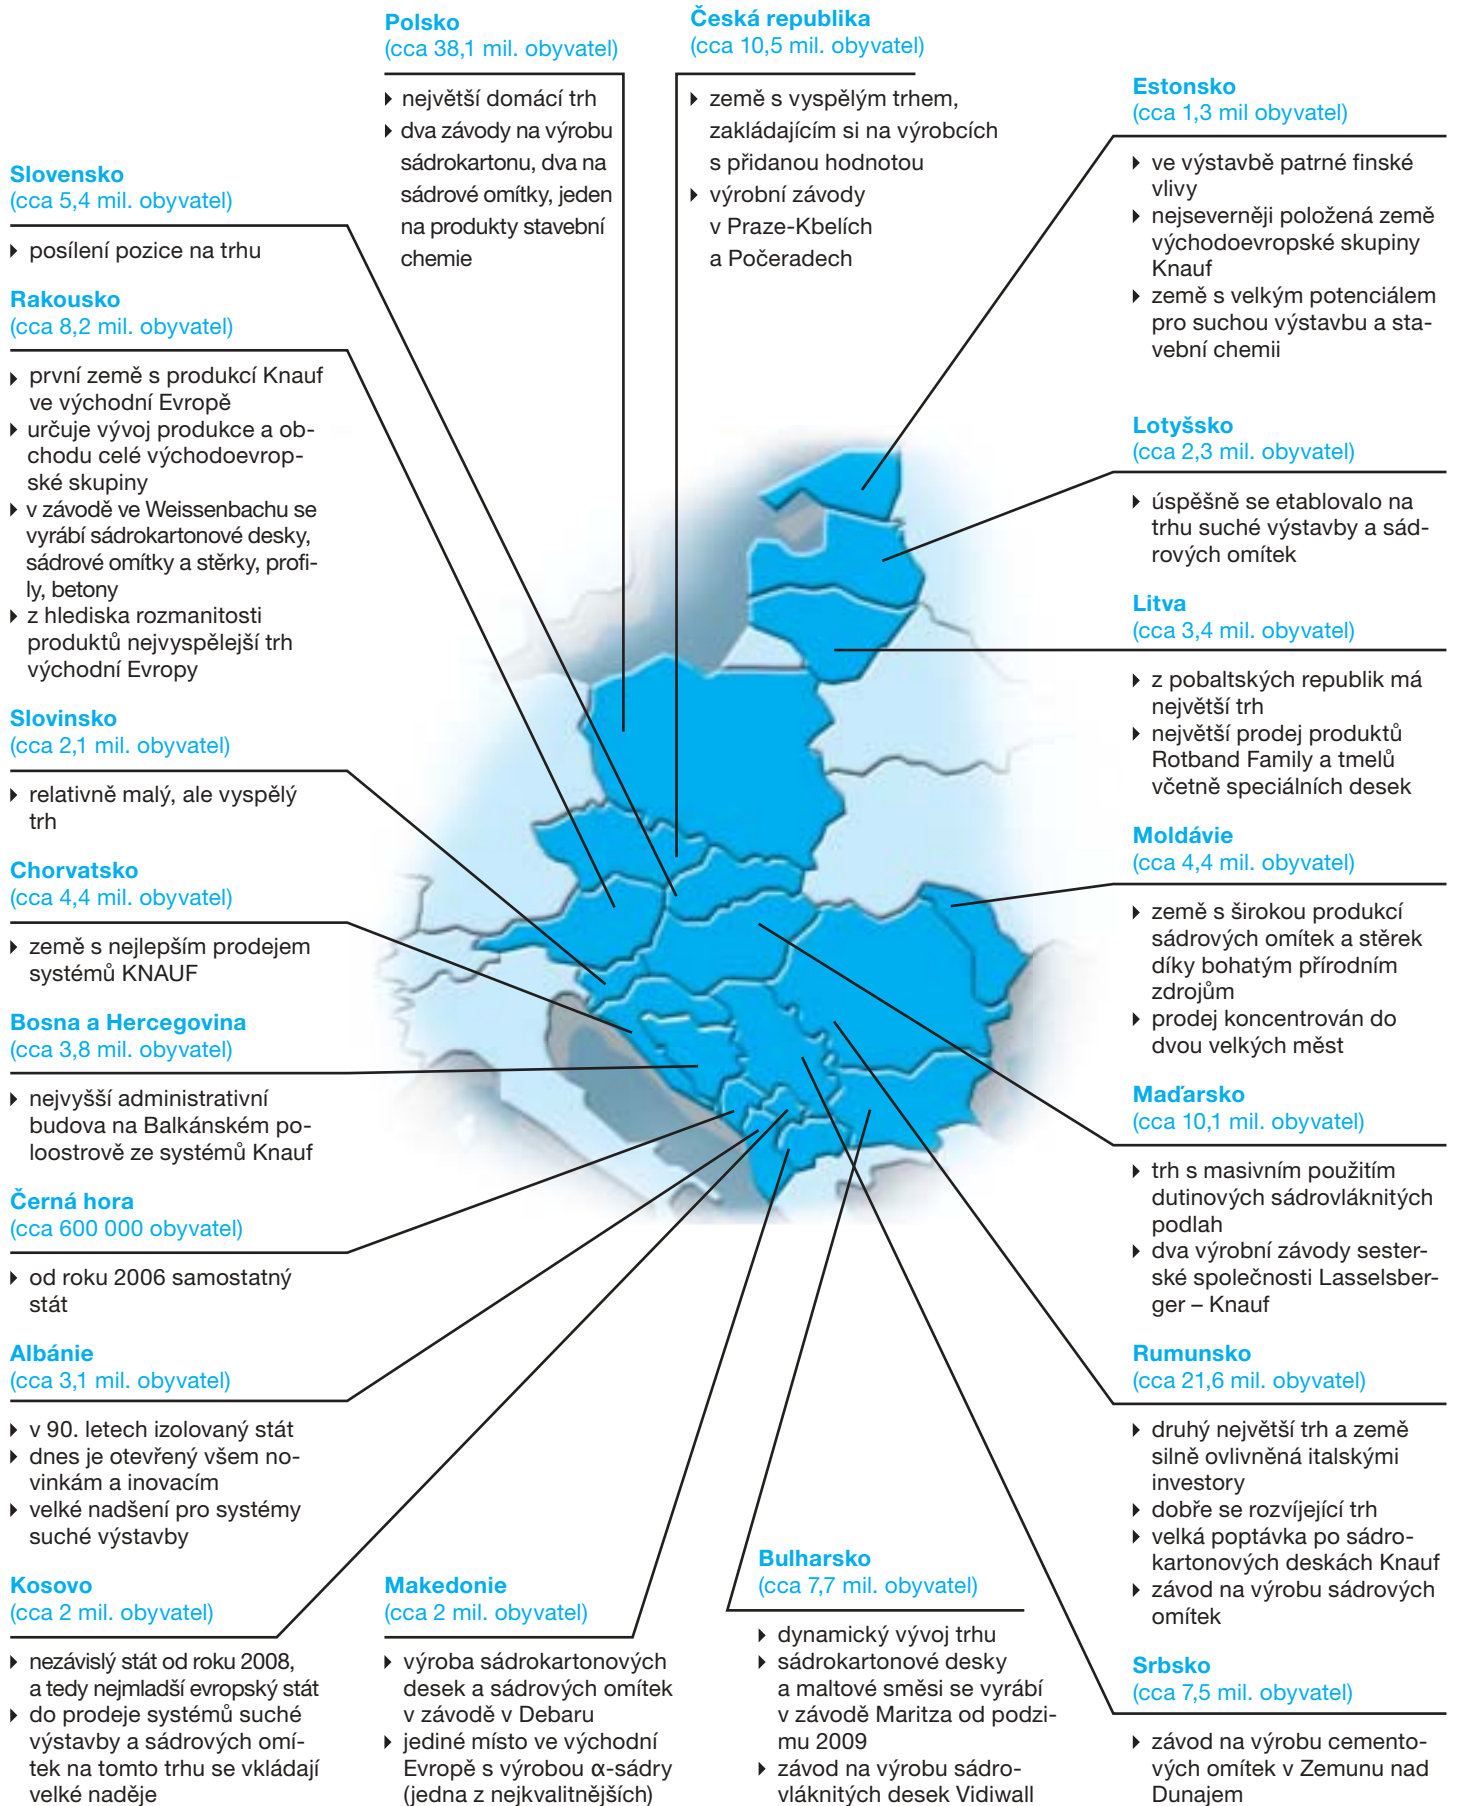 Polsko
(cca 38,1 mil. obyvatel)
největší domácí trh
dva závody na výrobu
sádrokartonu, dva na
sádrové omítky, jeden
na produkty stavební
chemie
Česká republika
(cca 10,5 mil. obyvatel)
země s vyspělým trhem,
zakládajícím si na výrobcích
s přidanou hodnotou
výrobní závody
v Praze-Kbelích
a Počeradech
Slovensko
(cca 5,4 mil. obyvatel)
posílení pozice na trhu
Rakousko
(cca 8,2 mil. obyvatel)
první země s produkcí Knauf
ve východní Evropě
určuje vývoj produkce a ob-
chodu celé východoevrop-
ské skupiny
v závodě ve Weissenbachu se
vyrábí sádrokartonové desky,
sádrové omítky a stěrky, profi-
ly, betony
z hlediska rozmanitosti
produktů nejvyspělejší trh
východní Evropy
Slovinsko
(cca 2,1 mil. obyvatel)
relativně malý, ale vyspělý
trh
Chorvatsko
(cca 4,4 mil. obyvatel)
země s nejlepším prodejem
systémů KNAUF
Bosna a Hercegovina
(cca 3,8 mil. obyvatel)
nejvyšší administrativní
budova na Balkánském po-
loostrově ze systémů Knauf
Černá hora
(cca 600 000 obyvatel)
od roku 2006 samostatný
stát
Albánie
(cca 3,1 mil. obyvatel)
v 90. letech izolovaný stát
dnes je otevřený všem no-
vinkám a inovacím
velké nadšení pro systémy
suché výstavby
Kosovo
(cca 2 mil. obyvatel)
nezávislý stát od roku 2008,
a tedy nejmladší evropský stát
do prodeje systémů suché
výstavby a sádrových omí-
tek na tomto trhu se vkládají
velké naděje
Makedonie
(cca 2 mil. obyvatel)
výroba sádrokartonových
desek a sádrových omítek
v závodě v Debaru
jediné místo ve východní
Evropě s výrobou α-sádry
(jedna z nejkvalitnějších)
Bulharsko
(cca 7,7 mil. obyvatel)
dynamický vývoj trhu
sádrokartonové desky
a maltové směsi se vyrábí
v závodě Maritza od podzi-
mu 2009
závod na výrobu sádro-
vláknitých desek Vidiwall
Estonsko
(cca 1,3 mil obyvatel)
ve výstavbě patrné finské
vlivy
nejseverněji položená země
východoevropské skupiny
Knauf
země s velkým potenciálem
pro suchou výstavbu a sta-
vební chemii
Lotyšsko
(cca 2,3 mil. obyvatel)
úspěšně se etablovalo na
trhu suché výstavby a sád-
rových omítek
Litva
(cca 3,4 mil. obyvatel)
z pobaltských republik má
největší trh
největší prodej produktů
Rotband Family a tmelů
včetně speciálních desek
Moldávie
(cca 4,4 mil. obyvatel)
země s širokou produkcí
sádrových omítek a stěrek
díky bohatým přírodním
zdrojům
prodej koncentrován do
dvou velkých měst
Maďarsko
(cca 10,1 mil. obyvatel)
trh s masivním použitím
dutinových sádrovláknitých
podlah
dva výrobní závody sester-
ské společnosti Lasselsber-
ger – Knauf
Rumunsko
(cca 21,6 mil. obyvatel)
druhý největší trh a země
silně ovlivněná italskými
investory
dobře se rozvíjející trh
velká poptávka po sádro-
kartonových deskách Knauf
závod na výrobu sádrových
omítek
Srbsko
(cca 7,5 mil. obyvatel)
závod na výrobu cemento-
vých omítek v Zemunu nad
Dunajem